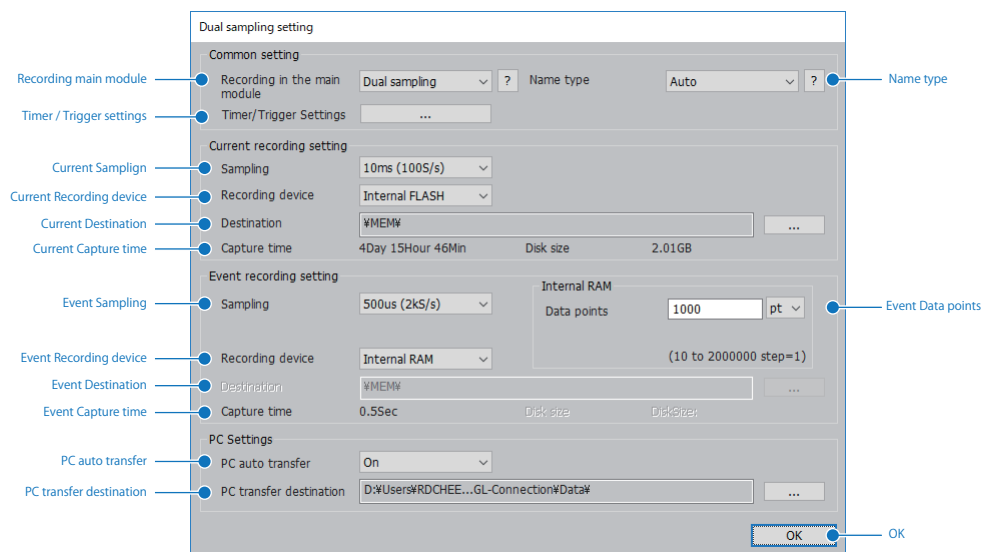 Dual sampling setting
Common setting
Recording main module
Recording in the main
module
Dual sampling
?
Name type
Auto
?
Name type
Timer / Trigger settings
Timer/Trigger Settings
...
Current recording setting
Current Samplign
Sampling
10ms (100S/s)
Current Recording device
Recording device
Internal FLASH
Current Destination
Destination
¥MEM¥
...
Current Capture time
Capture time
4Day 15Hour 46Min
Disk size
2.01GB
Event recording setting
Internal RAM
Event Sampling
Sampling
500us (2kS/s)
Data points
1000
pt
Event Data points
Event Recording device
Recording device
Internal RAM
(10 to 2000000 step=1)
Event Destination
Destination
¥MEM¥
...
Event Capture time
Capture time
0.5Sec
Disk size
DiskSize:
PC Settings
PC auto transfer
PC auto transfer
On
PC transfer destination
PC transfer destination
D:¥Users¥RDCHEE...GL-Connection¥Data¥
...
OK
OK